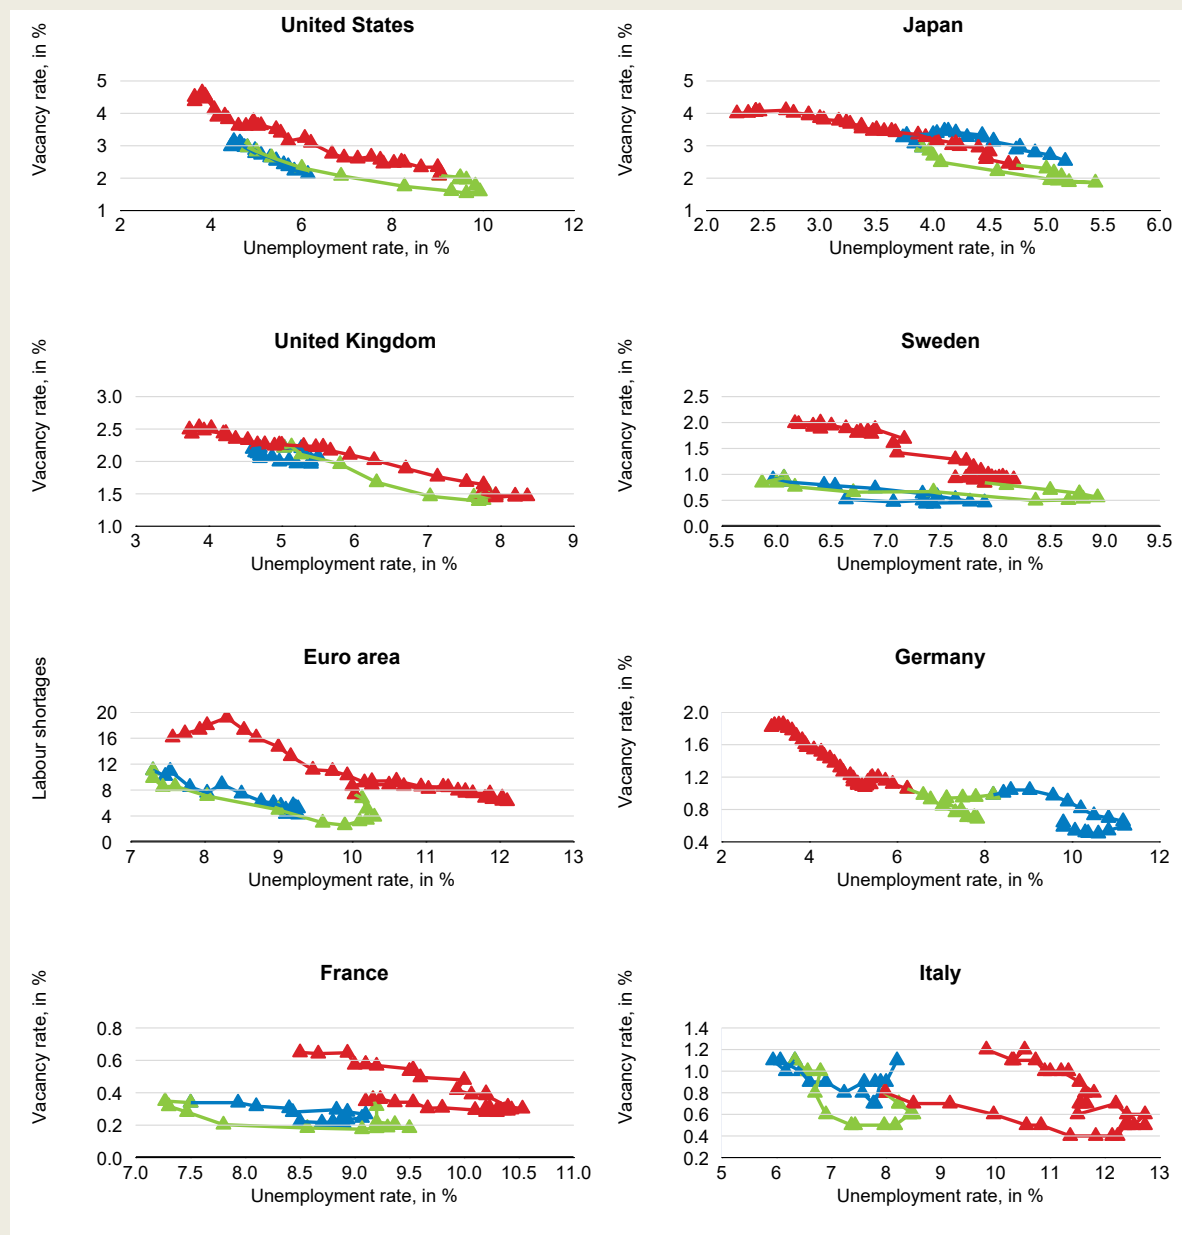 United States
Vacancy rate, in %
5
4
3
2
1
2 4 6 8 10 12
Unemployment rate, in %
Japan
Vacancy rate, in %
5
4
3
2
1
2.0 2.5 3.0 3.5 4.0 4.5 5.0 5.5 6.0
Unemployment rate, in %
United Kingdom
Vacancy rate, in %
3.0
2.5
2.0
1.5
1.0
3 4 5 6 7 8 9
Unemployment rate, in %
Sweden
Vacancy rate, in %
2.5
2.0
1.5
1.0
0.5
0.0
5.5 6.0 6.5 7.0 7.5 8.0 8.5 9.0 9.5
Unemployment rate, in %
Euro area
Labour shortages
20
16
12
8
4
0
7 8 9 10 11 12 13
Unemployment rate, in %
Germany
Vacancy rate, in %
2.0
1.6
1.2
0.8
0.4
2 4 6 8 10 12
Unemployment rate, in %
France
Vacancy rate, in %
0.8
0.6
0.4
0.2
0.0
7.0 7.5 8.0 8.5 9.0 9.5 10.0 10.5 11.0
Unemployment rate, in %
Italy
Vacancy rate, in %
1.4
1.2
1.0
0.8
0.6
0.4
0.2
5 6 7 8 9 10 11 12 13
Unemployment rate, in %